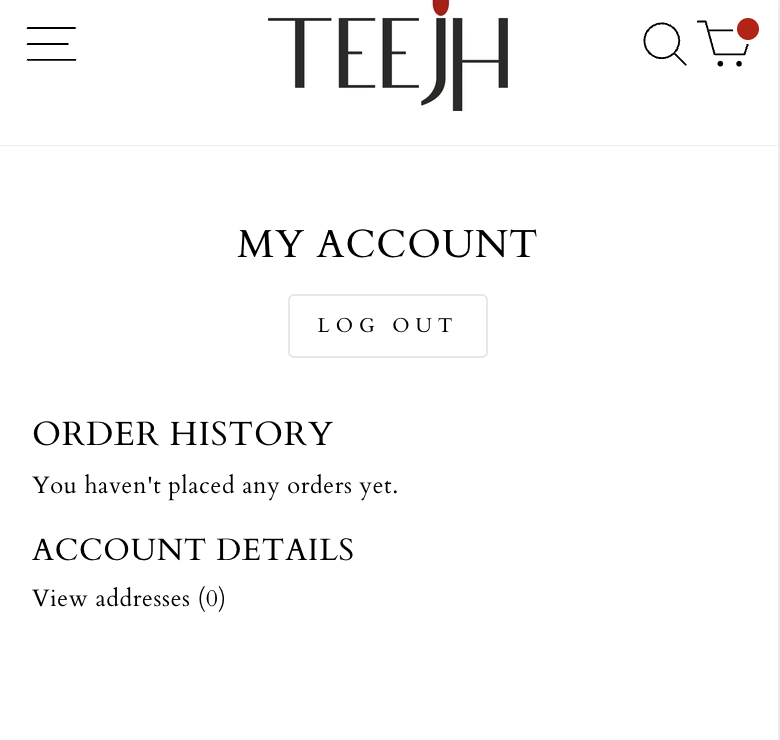 TEEJH
MY ACCOUNT
LOG OUT
ORDER HISTORY
You haven't placed any orders yet.
ACCOUNT DETAILS
View addresses (0)